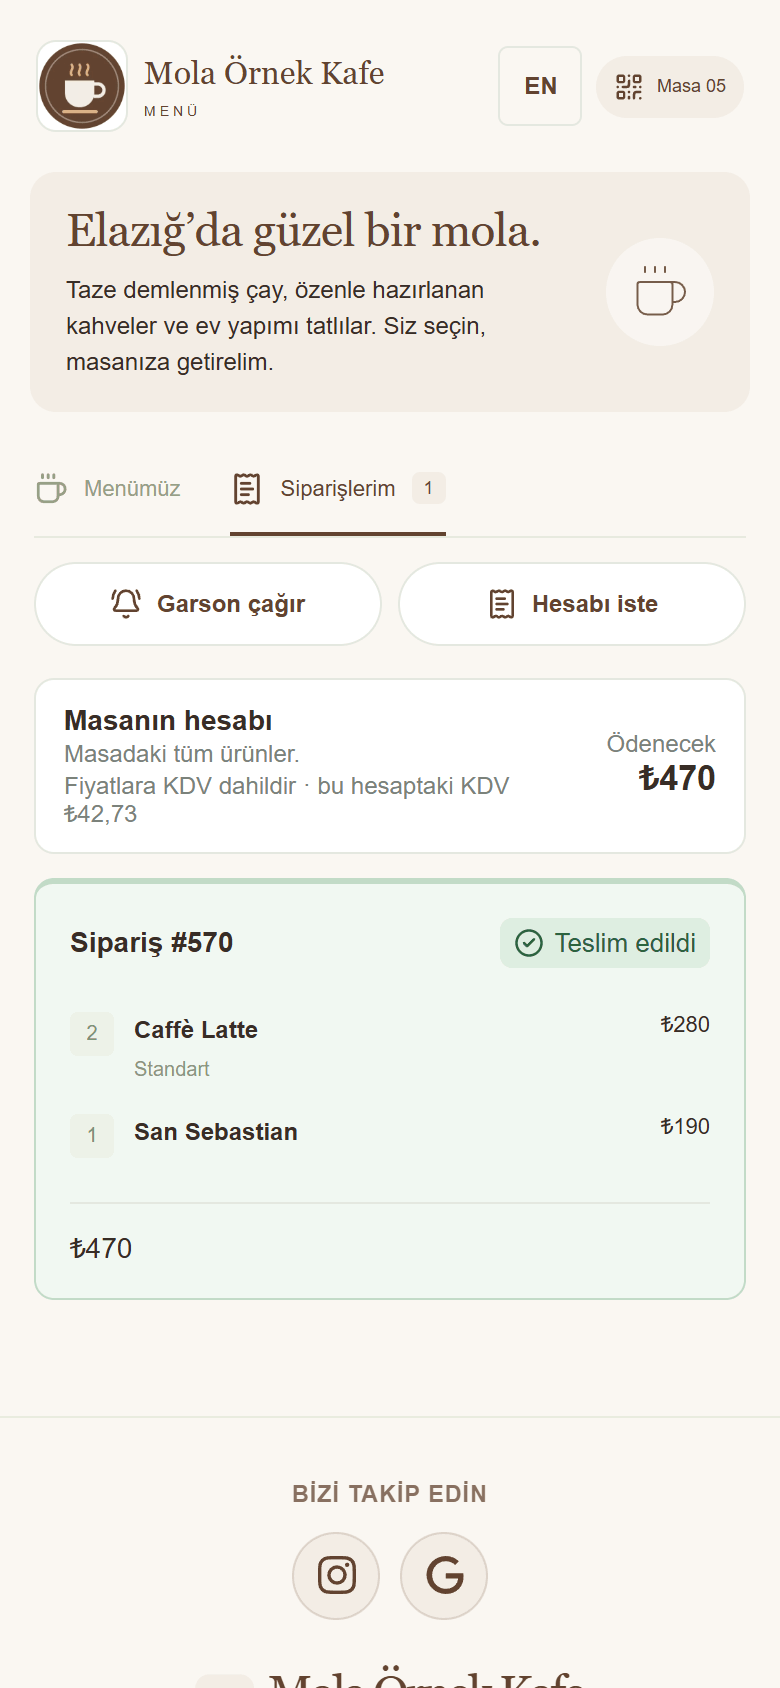 Mola Örnek Kafe
MENÜ
EN
Masa 05
Elazığ’da güzel bir mola.
Taze demlenmiş çay, özenle hazırlanan
kahveler ve ev yapımı tatlılar. Siz seçin,
masanıza getirelim.
Menümüz
Siparişlerim 1
Garson çağır
Hesabı iste
Masanın hesabı
Masadaki tüm ürünler.
Fiyatlara KDV dahildir · bu hesaptaki KDV
₺42,73
Ödenecek
₺470
Sipariş #570
Teslim edildi
2 Caffè Latte ₺280
Standart
1 San Sebastian ₺190
₺470
BİZİ TAKİP EDİN
Mola Örnek Kafe